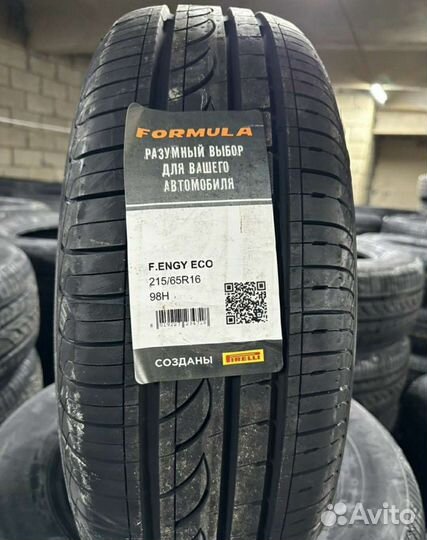 FORMULA
РАЗУМНЫЙ ВЫБОР
ДЛЯ ВАШЕГО
АВТОМОБИЛЯ
F.ENGY ECO
215/65R16
98H
СОЗДАНЫ PIRELLI
Avito